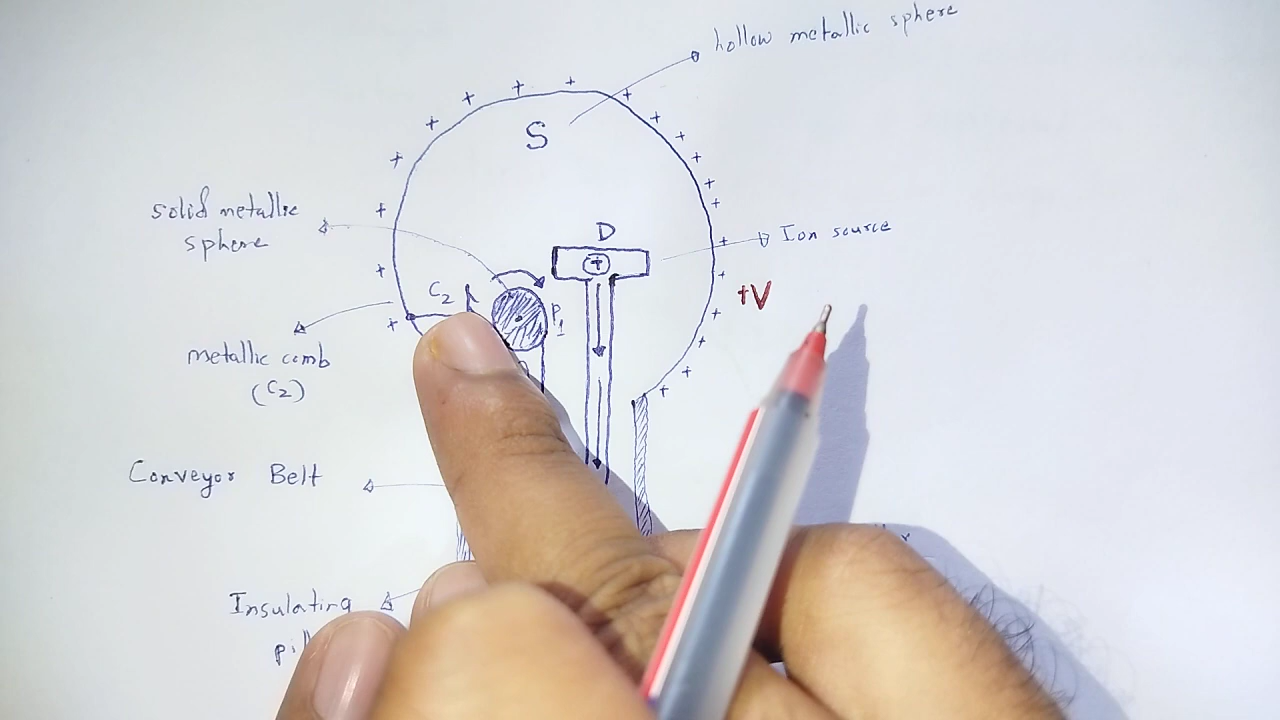 hollow metallic sphere
S
solid metallic
sphere
D
Ion source
+
C2
P1
+V
metallic comb
(C2)
Conveyor Belt
Insulating